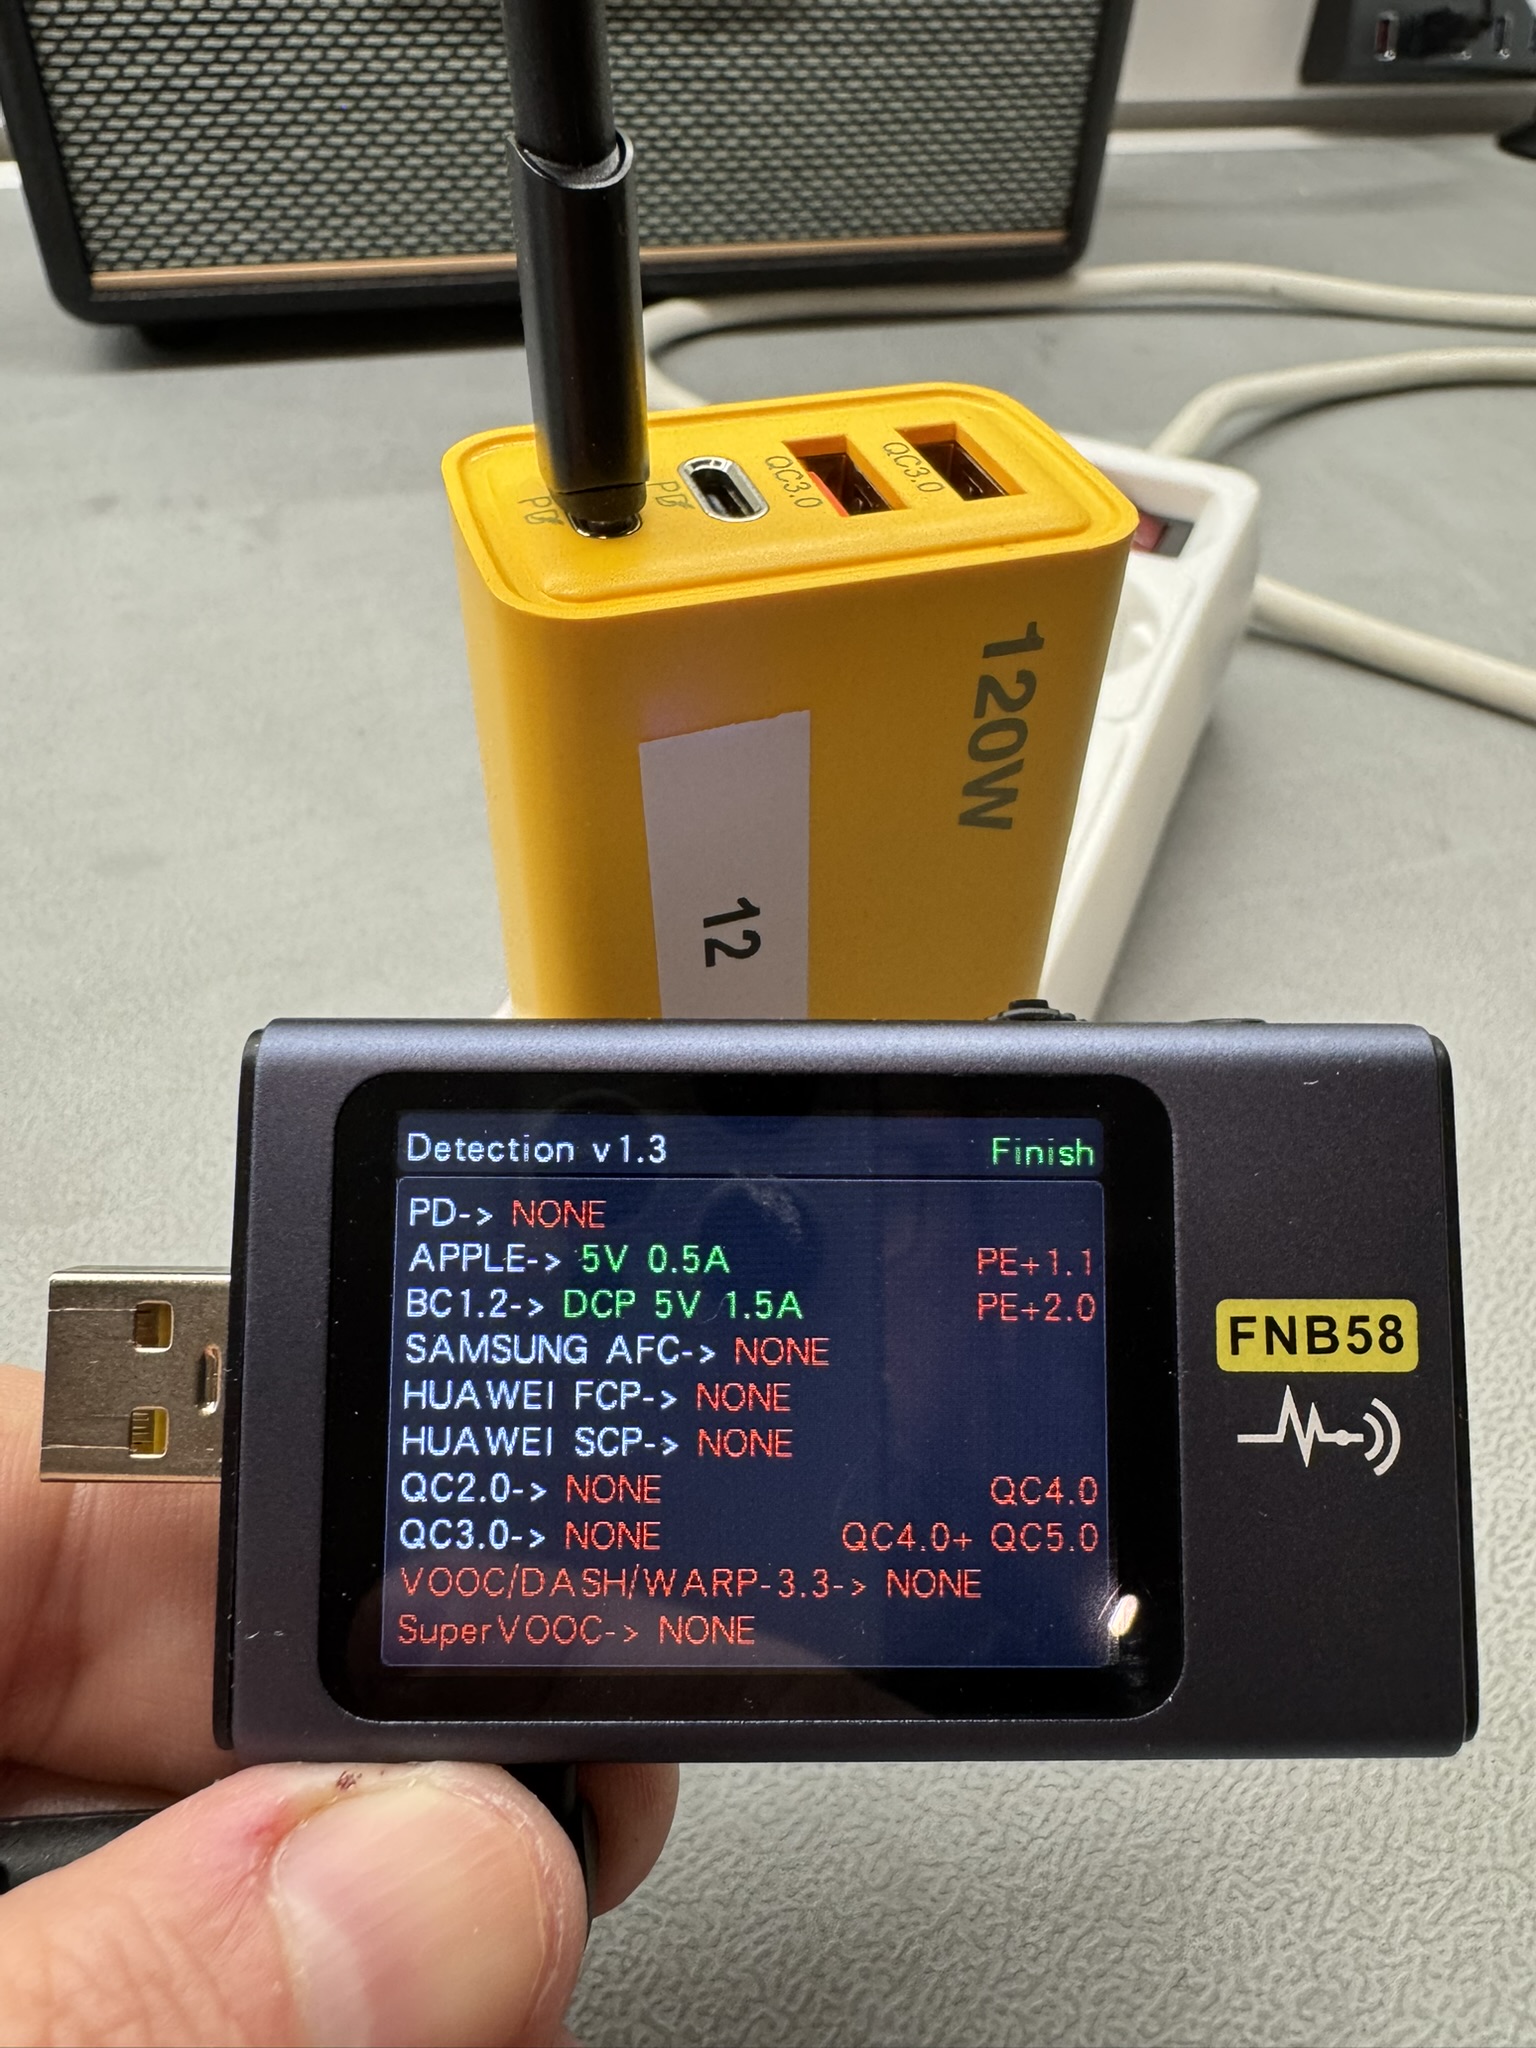 PD
PD
QC3.0
QC3.0
120W
12
Detection v1.3 Finish
PD-> NONE
APPLE-> 5V 0.5A PE+1.1
BC1.2-> DCP 5V 1.5A PE+2.0
SAMSUNG AFC-> NONE
HUAWEI FCP-> NONE
HUAWEI SCP-> NONE
QC2.0-> NONE QC4.0
QC3.0-> NONE QC4.0+ QC5.0
VOOC/DASH/WARP-3.3-> NONE
SuperVOOC-> NONE
FNB58